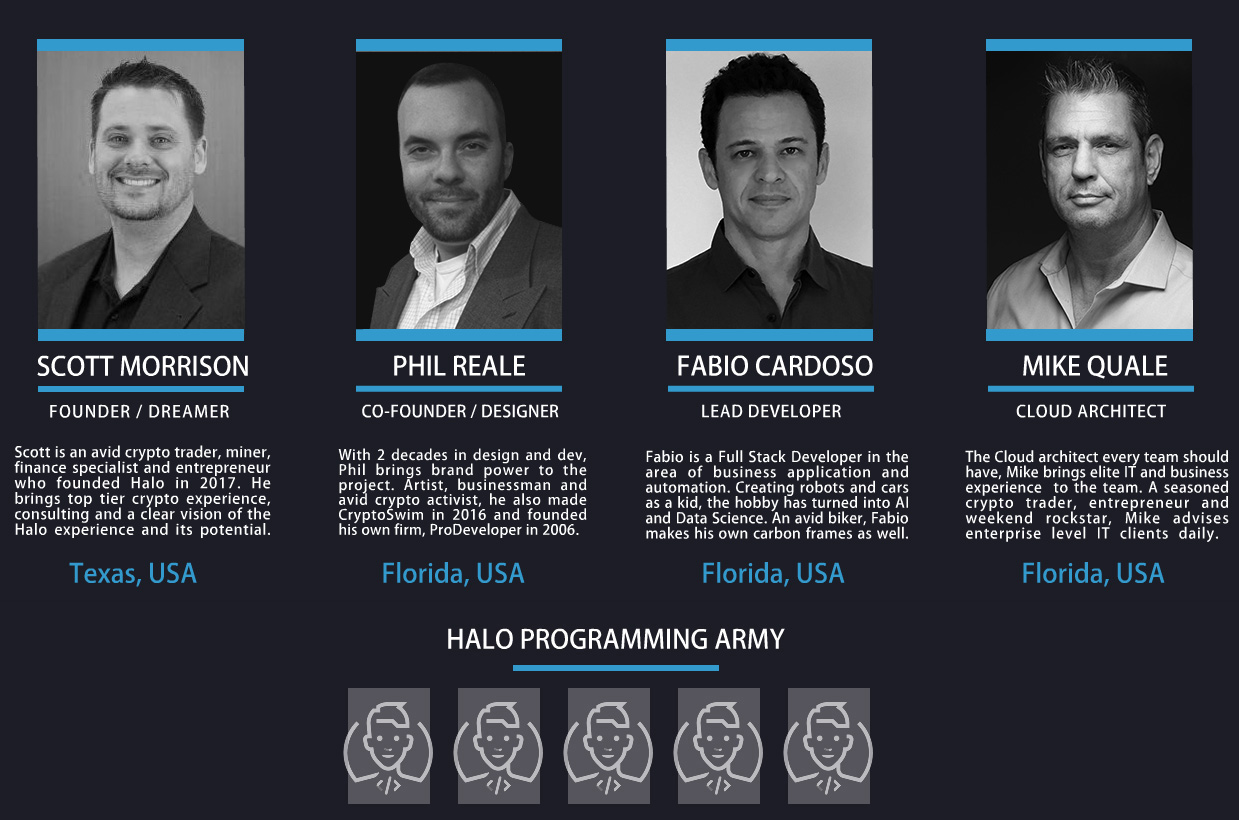 SCOTT MORRISON
FOUNDER / DREAMER
Scott is an avid crypto trader, miner,
finance specialist and entrepreneur
who founded Halo in 2017. He
brings top tier crypto experience,
consulting and a clear vision of the
Halo experience and its potential.
Texas, USA
PHIL REALE
CO-FOUNDER / DESIGNER
With 2 decades in design and dev,
Phil brings brand power to the
project. Artist, businessman and
avid crypto activist, he also made
CryptoSwim in 2016 and founded
his own firm, ProDeveloper in 2006.
Florida, USA
FABIO CARDOSO
LEAD DEVELOPER
Fabio is a Full Stack Developer in the
area of business application and
automation. Creating robots and cars
as a kid, the hobby has turned into AI
and Data Science. An avid biker, Fabio
makes his own carbon frames as well.
Florida, USA
MIKE QUALE
CLOUD ARCHITECT
The Cloud architect every team should
have, Mike brings elite IT and business
experience to the team. A seasoned
crypto trader, entrepreneur and
weekend rockstar, Mike advises
enterprise level IT clients daily.
Florida, USA
HALO PROGRAMMING ARMY